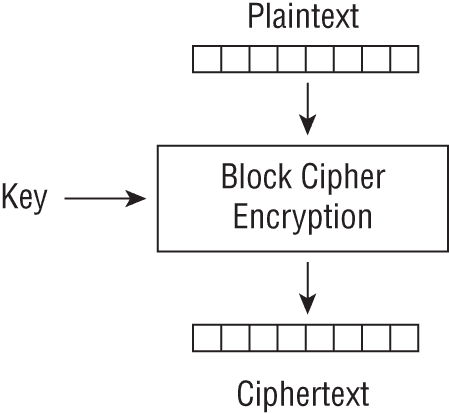 Plaintext
Key
Block Cipher
Encryption
Ciphertext